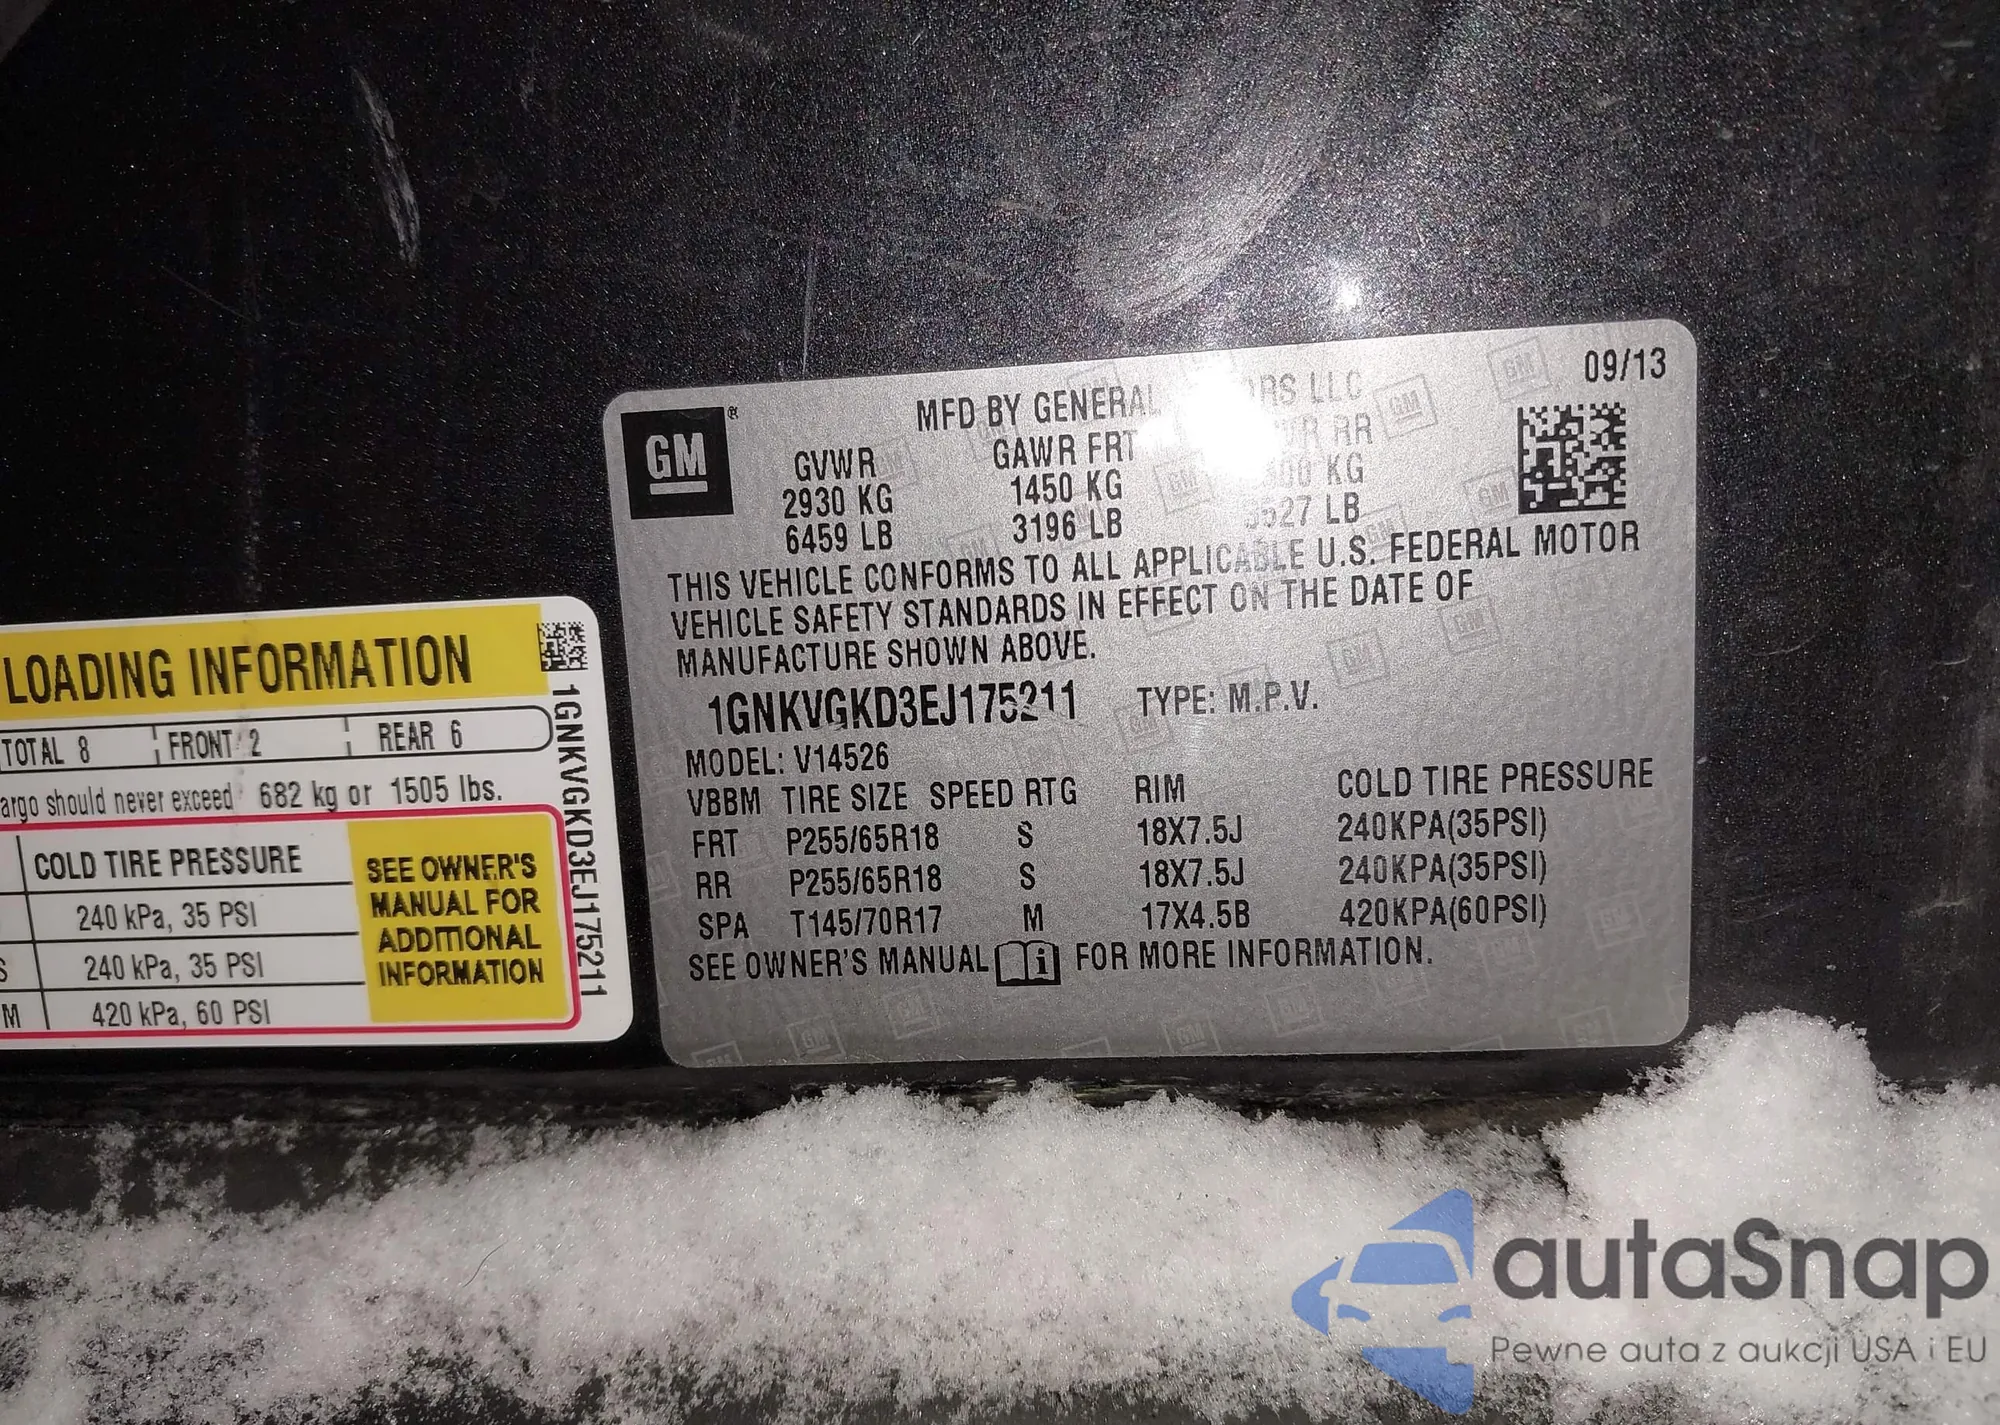 LOADING INFORMATION
TOTAL 8 FRONT 2 REAR 6
argo should never exceed 682 kg or 1505 lbs.
COLD TIRE PRESSURE
240 kPa, 35 PSI
S 240 kPa, 35 PSI
M 420 kPa, 60 PSI
SEE OWNER'S
MANUAL FOR
ADDITIONAL
INFORMATION
1GNKVGKD3EJ175211
GM ®
09/13
MFD BY GENERAL LLC
GVWR GAWR FRT RR
2930 KG 1450 KG KG
6459 LB 3196 LB LB
THIS VEHICLE CONFORMS TO ALL APPLICABLE U.S. FEDERAL MOTOR
VEHICLE SAFETY STANDARDS IN EFFECT ON THE DATE OF
MANUFACTURE SHOWN ABOVE.
1GNKVGKD3EJ175211 TYPE: M.P.V.
MODEL: V14526
VBBM TIRE SIZE SPEED RTG RIM COLD TIRE PRESSURE
FRT P255/65R18 S 18X7.5J 240KPA(35PSI)
RR P255/65R18 S 18X7.5J 240KPA(35PSI)
SPA T145/70R17 M 17X4.5B 420KPA(60PSI)
SEE OWNER'S MANUAL i FOR MORE INFORMATION.
autaSnap
Pewne auta z aukcji USA i EU